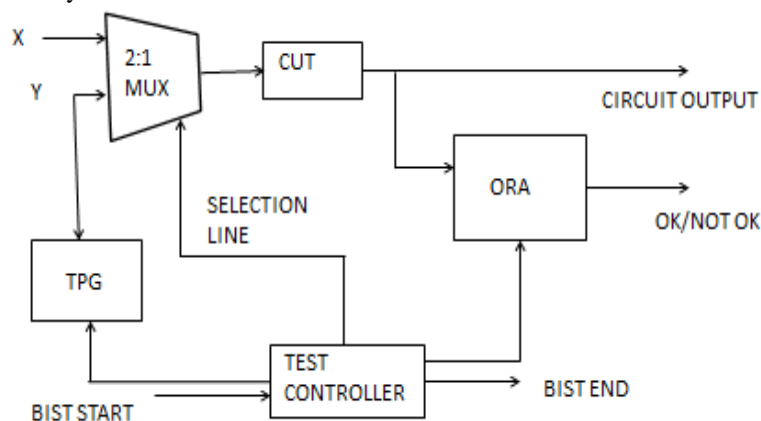 X
2:1
MUX
CUT
Y
CIRCUIT OUTPUT
ORA
SELECTION
LINE
OK/NOT OK
TPG
TEST
CONTROLLER
BIST END
BIST START